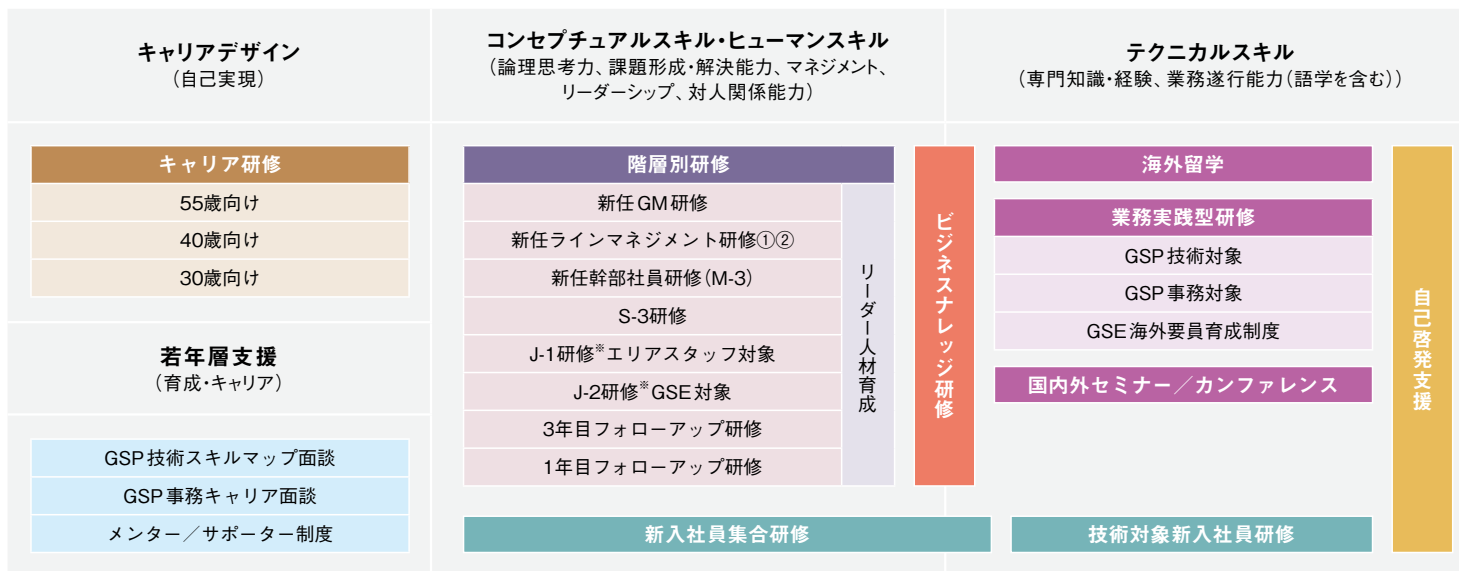 キャリアデザイン
（自己実現）
コンセプチュアルスキル・ヒューマンスキル
（論理思考力、課題形成・解決能力、マネジメント、
リーダーシップ、対人関係能力）
テクニカルスキル
（専門知識・経験、業務遂行能力（語学を含む））
キャリア研修
55歳向け
40歳向け
30歳向け
若年層支援
（育成・キャリア）
GSP技術スキルマップ面談
GSP事務キャリア面談
メンター／サポーター制度
階層別研修
新任GM研修
新任ラインマネジメント研修①②
新任幹部社員研修（M-3）
S-3研修
J-1研修※エリアスタッフ対象
J-2研修※GSE対象
3年目フォローアップ研修
1年目フォローアップ研修
リーダー人材育成
ビジネスナレッジ研修
新入社員集合研修
海外留学
業務実践型研修
GSP技術対象
GSP事務対象
GSE海外要員育成制度
国内外セミナー／カンファレンス
技術対象新入社員研修
自己啓発支援